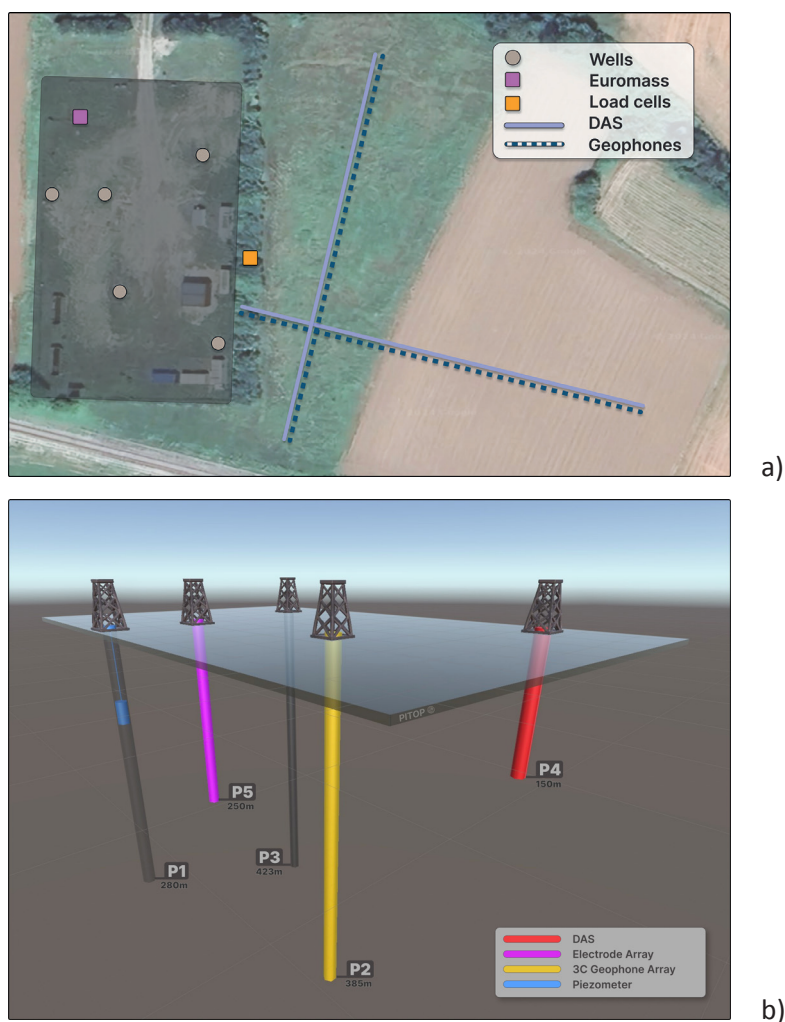 Wells
Euromass
Load cells
DAS
Geophones
a)
PITOP
P4
150m
P5
250m
P3
423m
P1
280m
P2
385m
DAS
Electrode Array
3C Geophone Array
Piezometer
b)